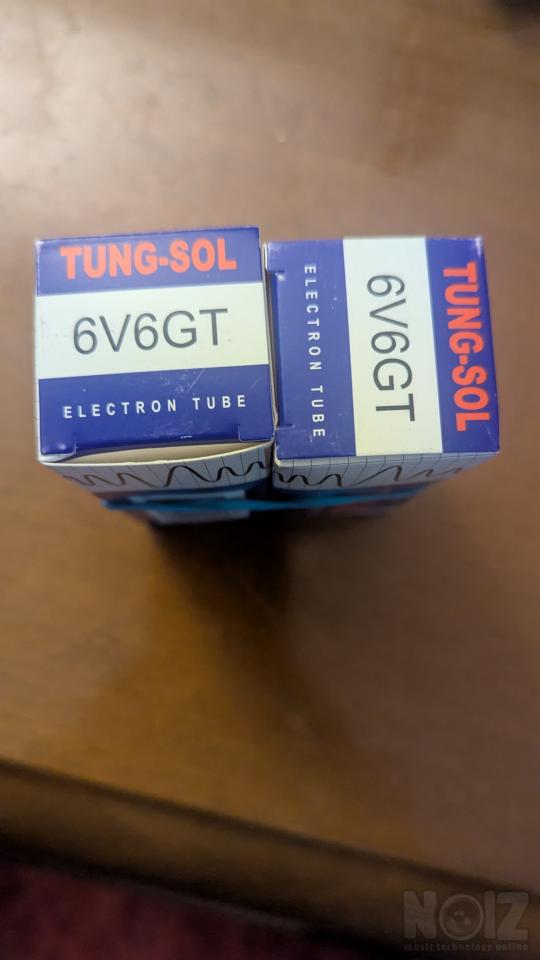 TUNG-SOL
6V6GT
ELECTRON TUBE
TUNG-SOL
6V6GT
ELECTRON TUBE
NOIZ
music technology online